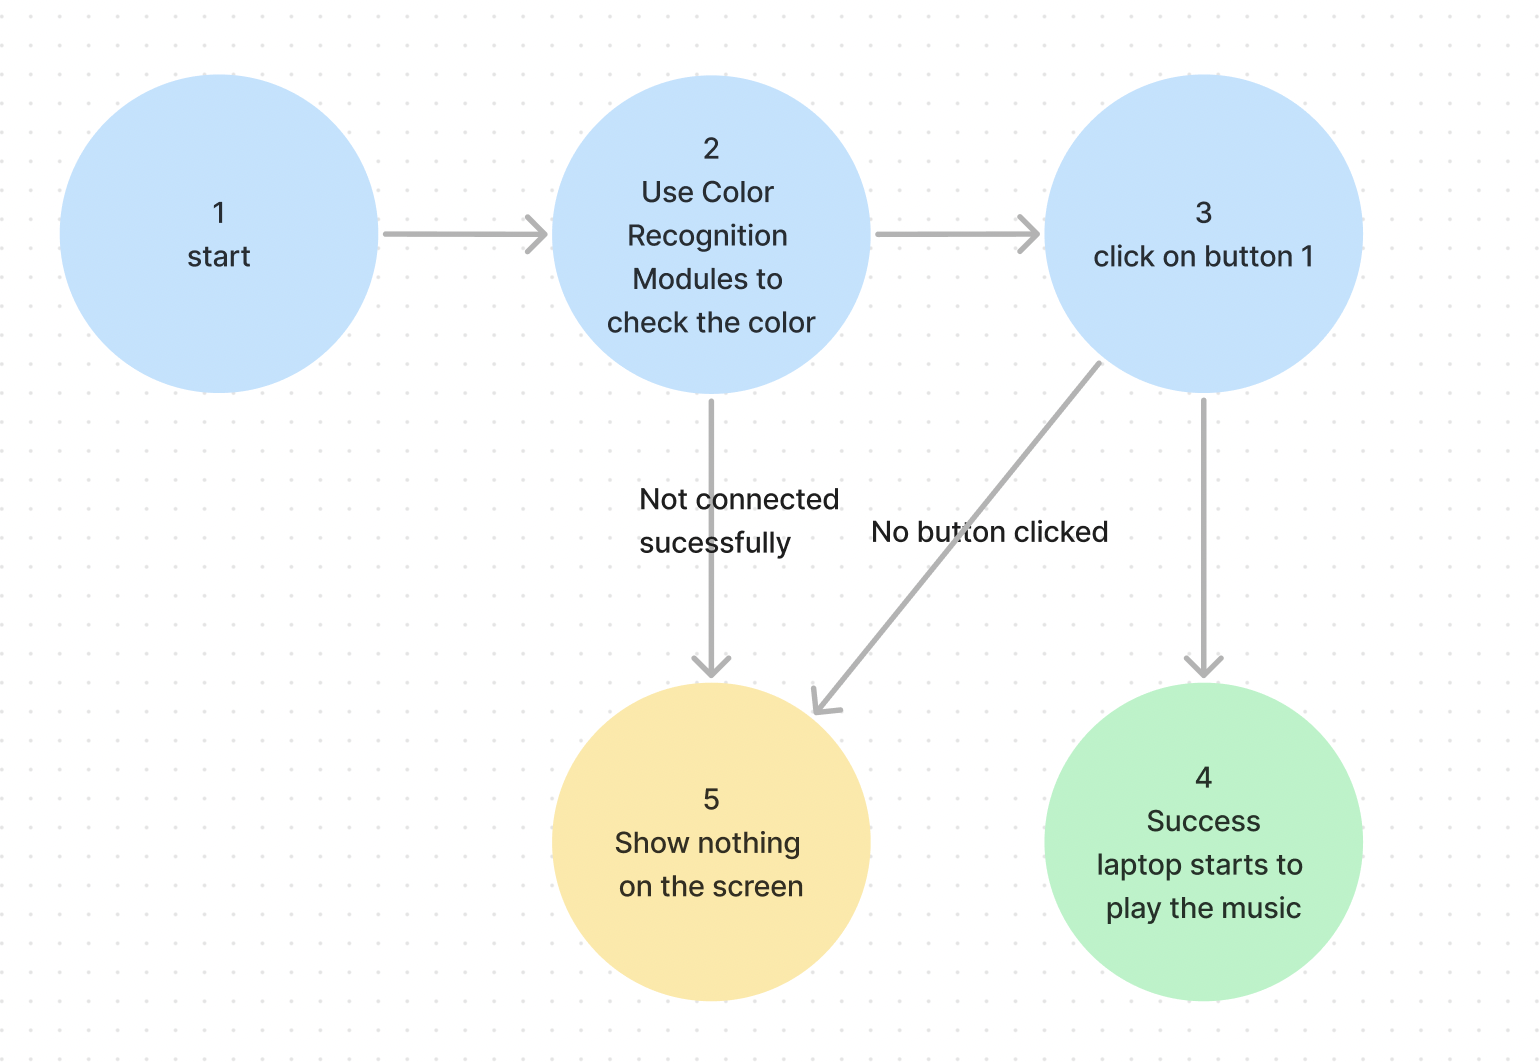 1
start
2
Use Color
Recognition
Modules to
check the color
3
click on button 1
Not connected
sucessfully
No button clicked
5
Show nothing
on the screen
4
Success
laptop starts to
play the music